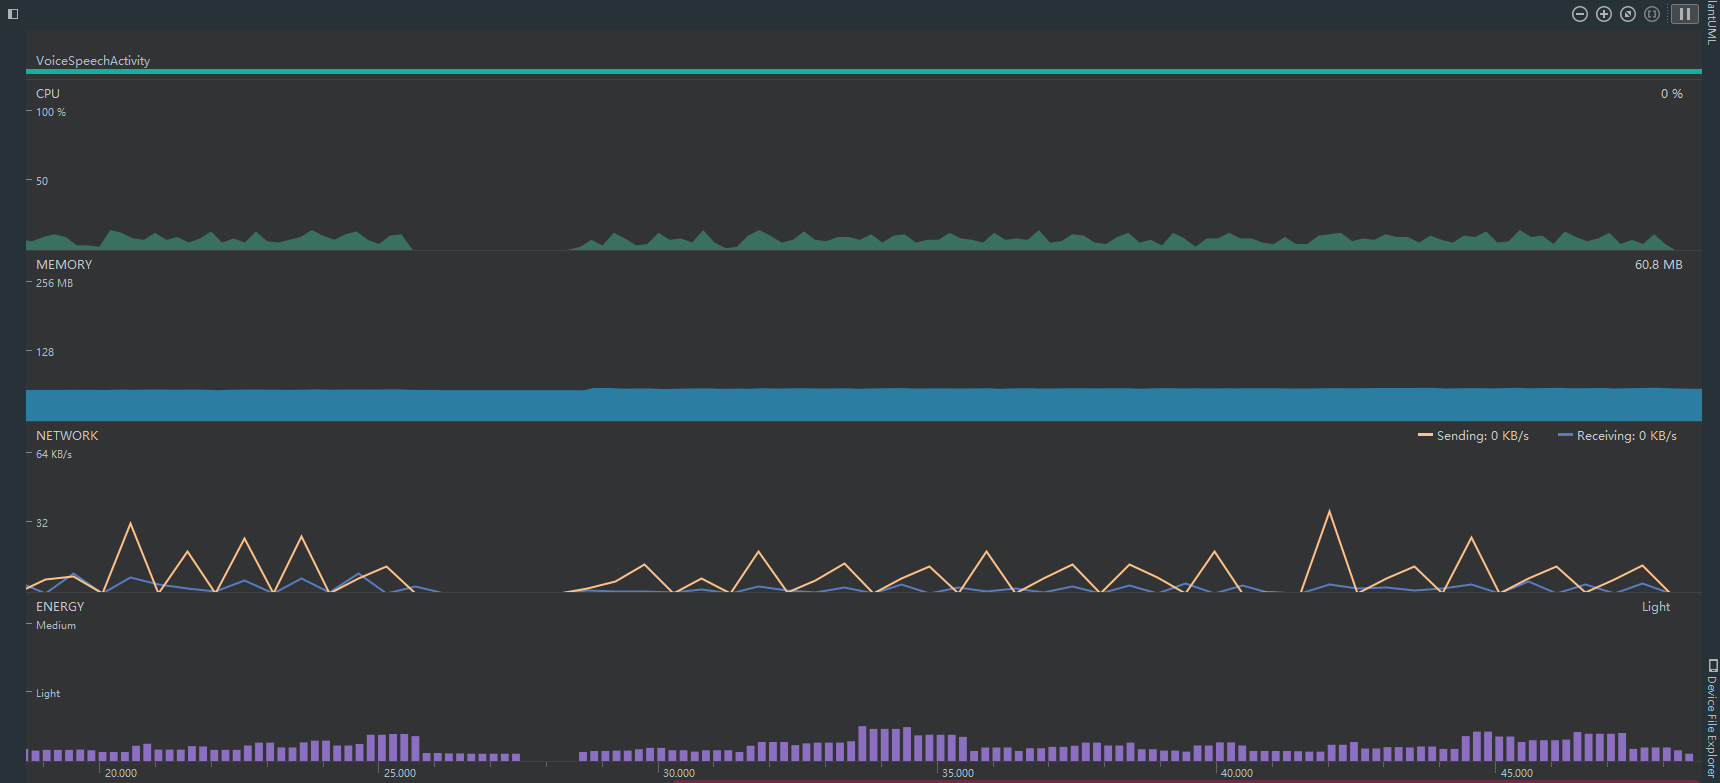 VoiceSpeechActivity
CPU
0 %
100 %
50
MEMORY
60.8 MB
256 MB
128
NETWORK
Sending: 0 KB/s
Receiving: 0 KB/s
64 KB/s
32
ENERGY
Light
Medium
Light
20.000 25.000 30.000 35.000 40.000 45.000
lantUML
Device File Explorer